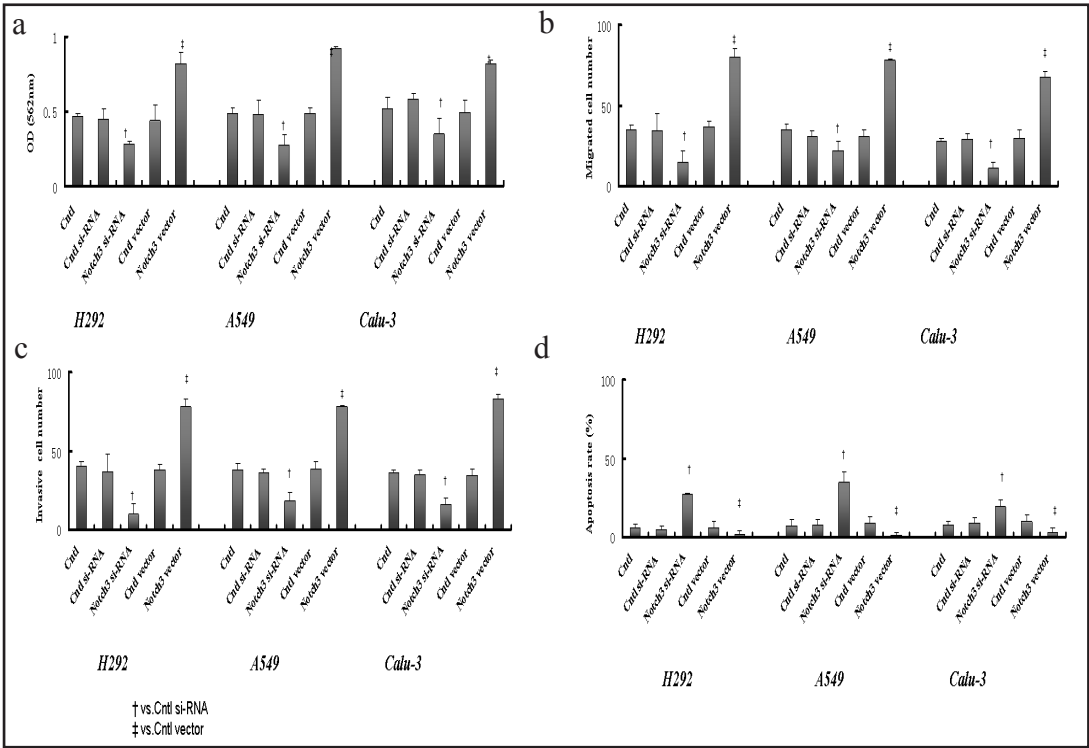 a
1
0.5
0
OD (562nm)
Cntl
Cntl si-RNA
Notch3 si-RNA
Cntl vector
Notch3 vector
Cntl
Cntl si-RNA
Notch3 si-RNA
Cntl vector
Notch3 vector
Cntl
Cntl si-RNA
Notch3 si-RNA
Cntl vector
Notch3 vector
† ‡ † ‡ † ‡
H292 A549 Calu-3
b
100
50
0
Migrated cell number
Cntl
Cntl si-RNA
Notch3 si-RNA
Cntl vector
Notch3 vector
Cntl
Cntl si-RNA
Notch3 si-RNA
Cntl vector
Notch3 vector
Cntl
Cntl si-RNA
Notch3 si-RNA
Cntl vector
Notch3 vector
† ‡ † ‡ † ‡
H292 A549 Calu-3
c
100
50
0
Invasive cell number
Cntl
Cntl si-RNA
Notch3 si-RNA
Cntl vector
Notch3 vector
Cntl
Cntl si-RNA
Notch3 si-RNA
Cntl vector
Notch3 vector
Cntl
Cntl si-RNA
Notch3 si-RNA
Cntl vector
Notch3 vector
† ‡ † ‡ † ‡
H292 A549 Calu-3
d
100
50
0
Apoptosis rate (%)
Cntl
Cntl si-RNA
Notch3 si-RNA
Cntl vector
Notch3 vector
Cntl
Cntl si-RNA
Notch3 si-RNA
Cntl vector
Notch3 vector
Cntl
Cntl si-RNA
Notch3 si-RNA
Cntl vector
Notch3 vector
† ‡ † ‡ † ‡
H292 A549 Calu-3
† vs.Cntl si-RNA
‡ vs.Cntl vector